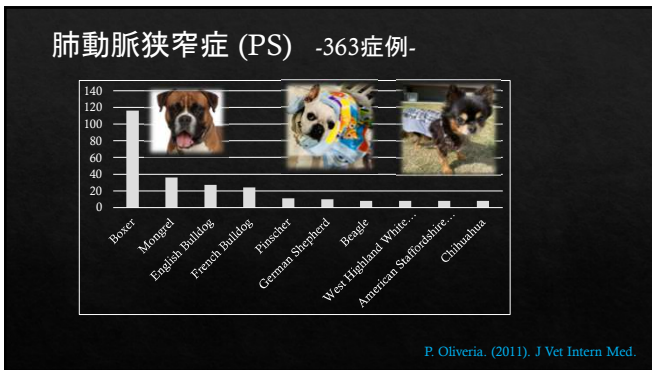 肺動脈狭窄症 (PS) -363症例-
140
120
100
80
60
40
20
0
Boxer
Mongrel
English Bulldog
French Bulldog
Pinscher
German Shepherd
Beagle
West Highland White…
American Staffordshire…
Chihuahua
P. Oliveria. (2011). J Vet Intern Med.